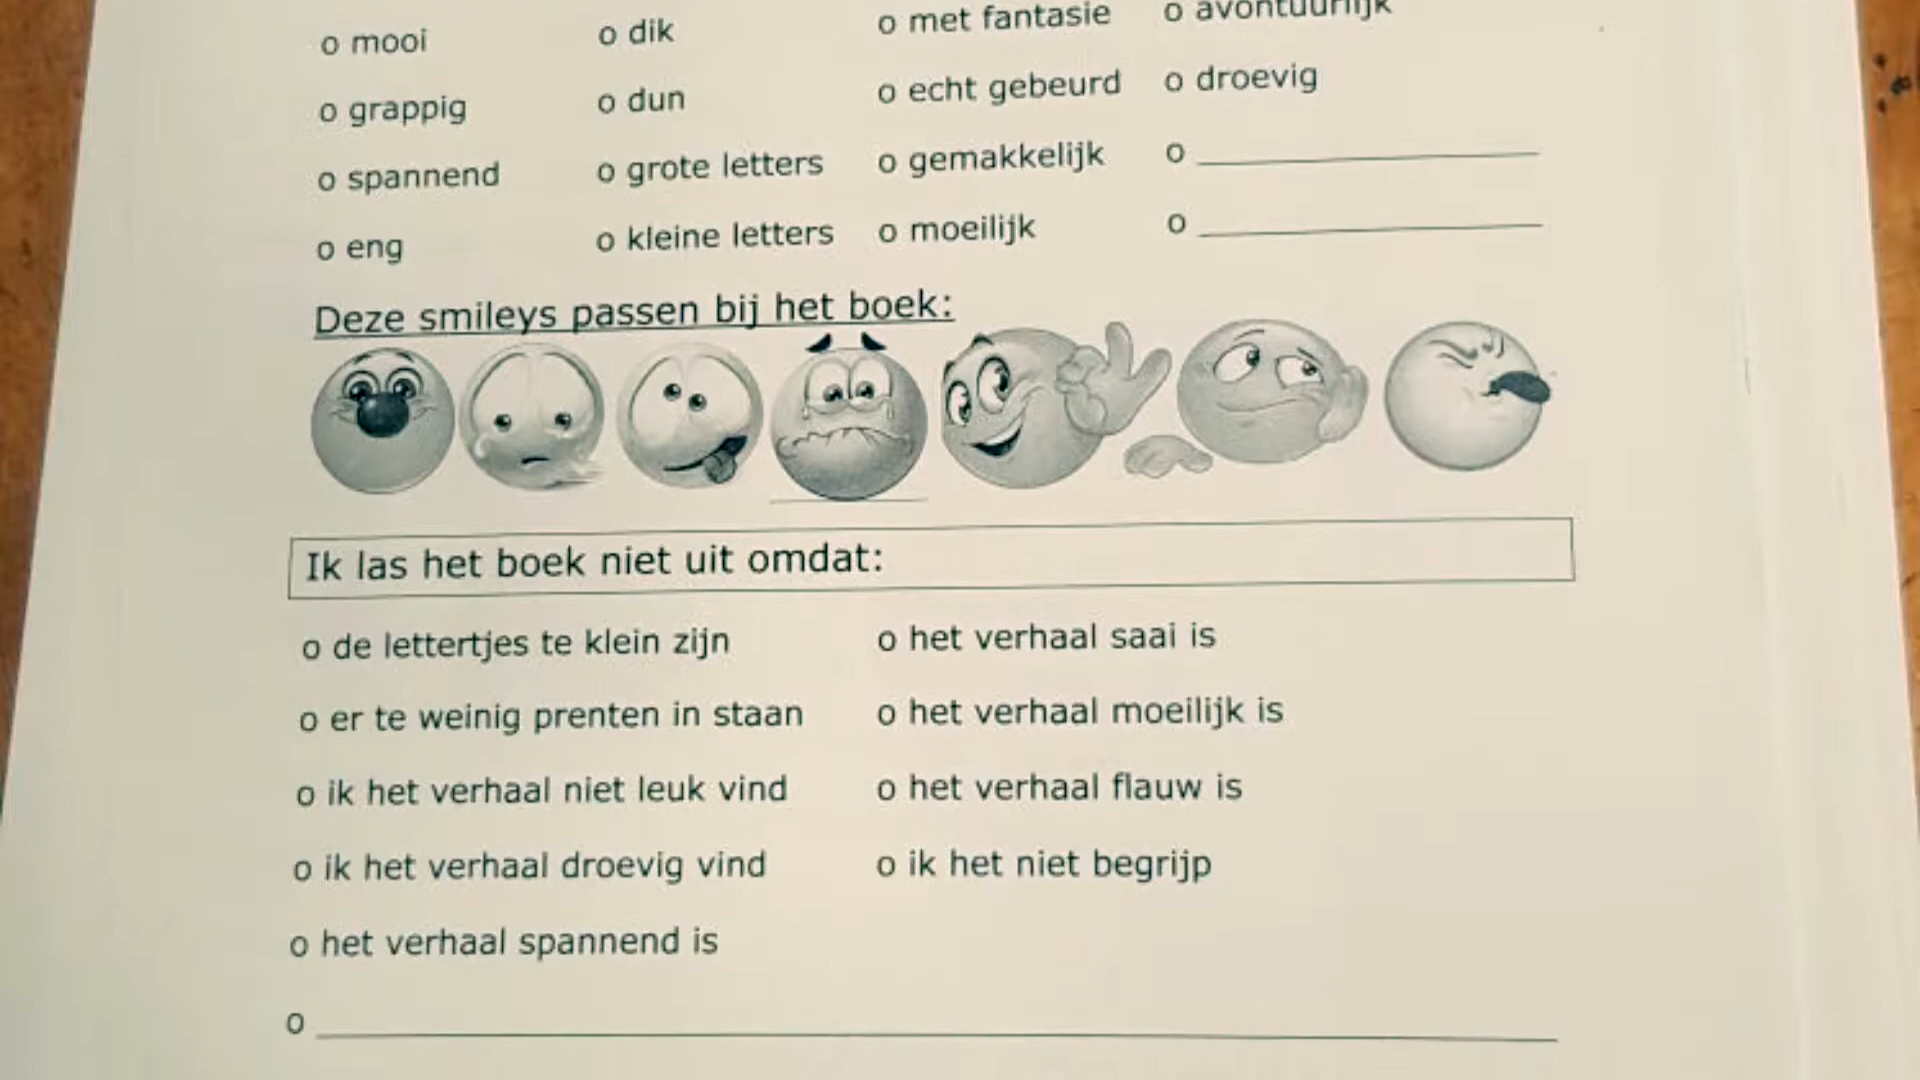 o mooi o dik o met fantasie o avontuurlijk
o grappig o dun o echt gebeurd o droevig
o spannend o grote letters o gemakkelijk o
o eng o kleine letters o moeilijk o
Deze smileys passen bij het boek:
Ik las het boek niet uit omdat:
o de lettertjes te klein zijn o het verhaal saai is
o er te weinig prenten in staan o het verhaal moeilijk is
o ik het verhaal niet leuk vind o het verhaal flauw is
o ik het verhaal droevig vind o ik het niet begrijp
o het verhaal spannend is
o